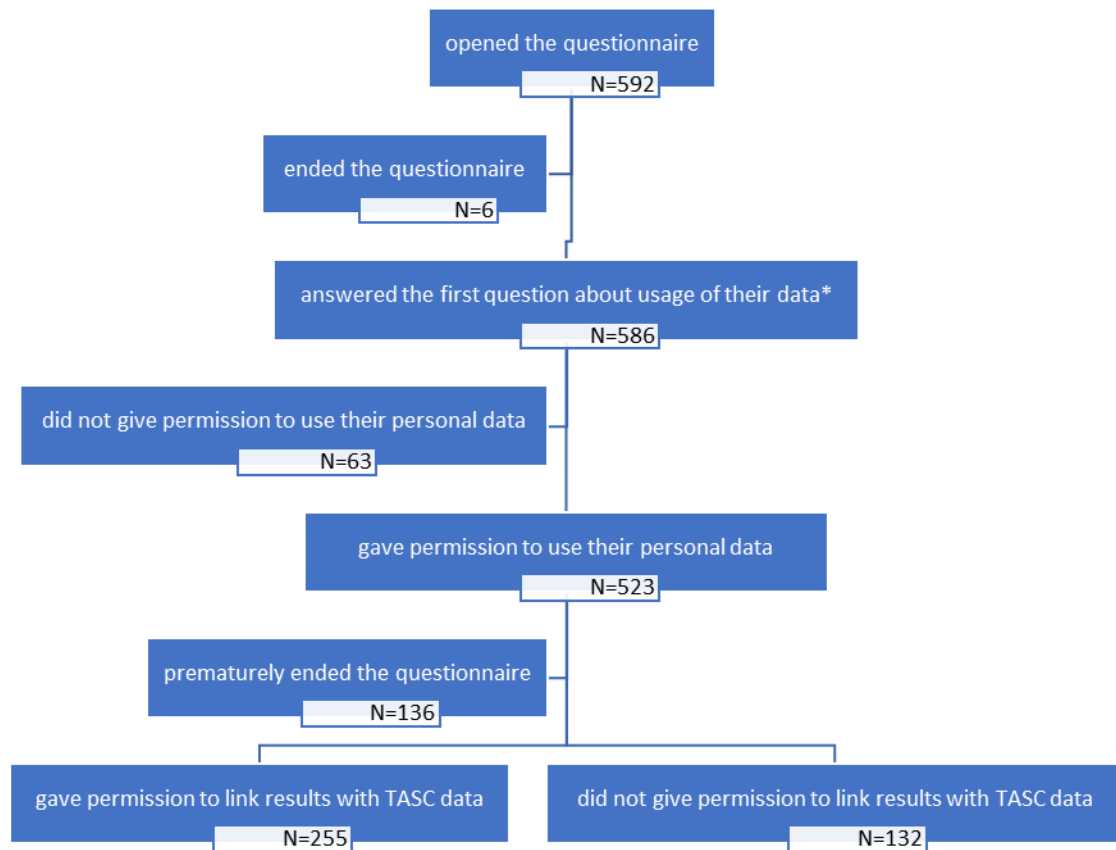 opened the questionnaire
N=592
ended the questionnaire
N=6
answered the first question about usage of their data*
N=586
did not give permission to use their personal data
N=63
gave permission to use their personal data
N=523
prematurely ended the questionnaire
N=136
gave permission to link results with TASC data
N=255
did not give permission to link results with TASC data
N=132